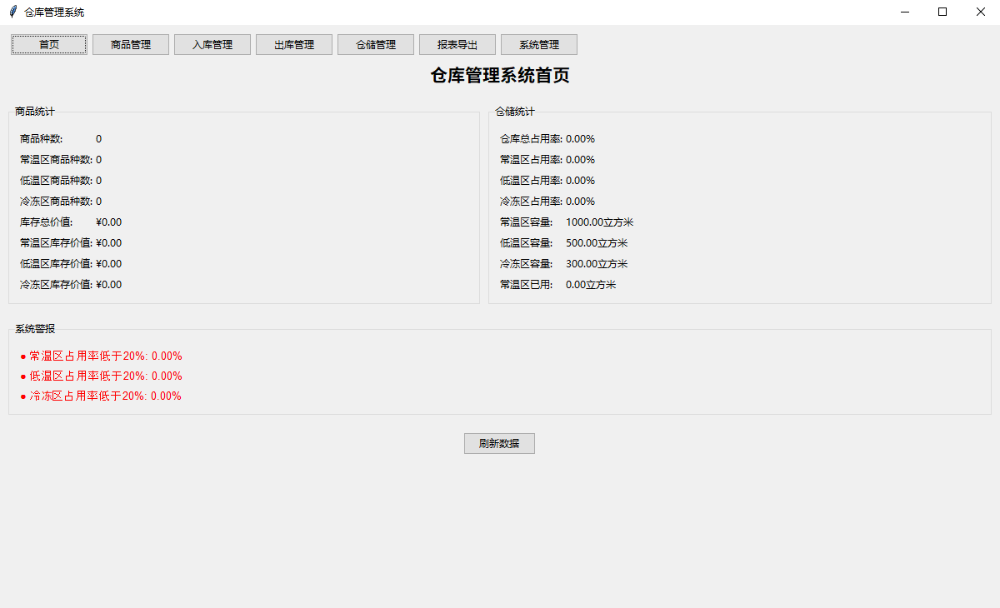 仓库管理系统
首页 商品管理 入库管理 出库管理 仓储管理 报表导出 系统管理
仓库管理系统首页
商品统计
商品种数: 0
常温区商品种数: 0
低温区商品种数: 0
冷冻区商品种数: 0
库存总价值: ¥0.00
常温区库存价值: ¥0.00
低温区库存价值: ¥0.00
冷冻区库存价值: ¥0.00
仓储统计
仓库总占用率: 0.00%
常温区占用率: 0.00%
低温区占用率: 0.00%
冷冻区占用率: 0.00%
常温区容量: 1000.00立方米
低温区容量: 500.00立方米
冷冻区容量: 300.00立方米
常温区已用: 0.00立方米
系统警报
● 常温区占用率低于20%: 0.00%
● 低温区占用率低于20%: 0.00%
● 冷冻区占用率低于20%: 0.00%
刷新数据